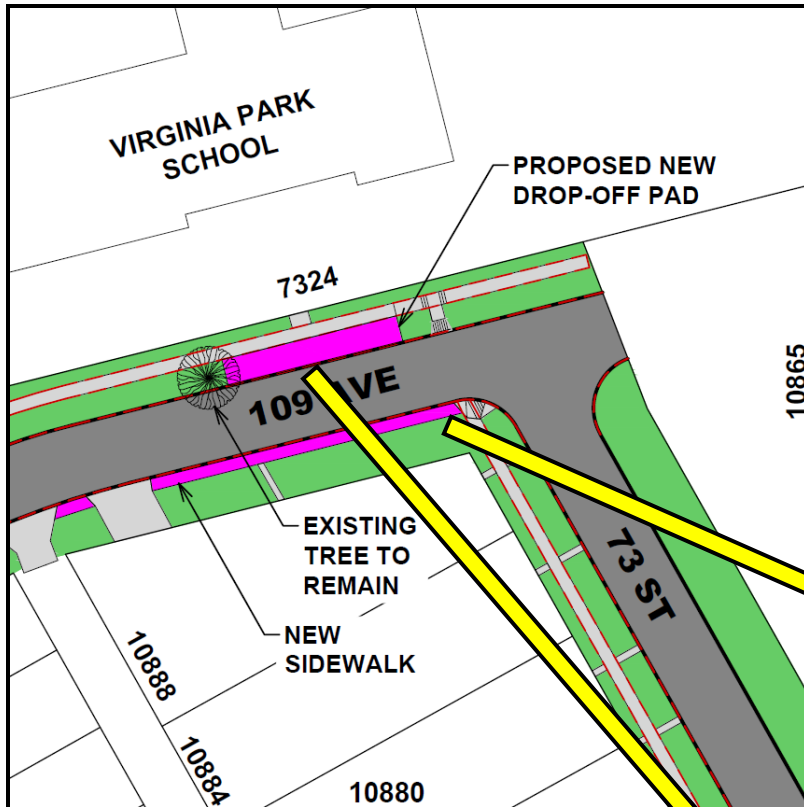 VIRGINIA PARK
SCHOOL
PROPOSED NEW
DROP-OFF PAD
7324
10865
109 AVE
EXISTING
TREE TO
REMAIN
73 ST
NEW
SIDEWALK
10888
10884
10880